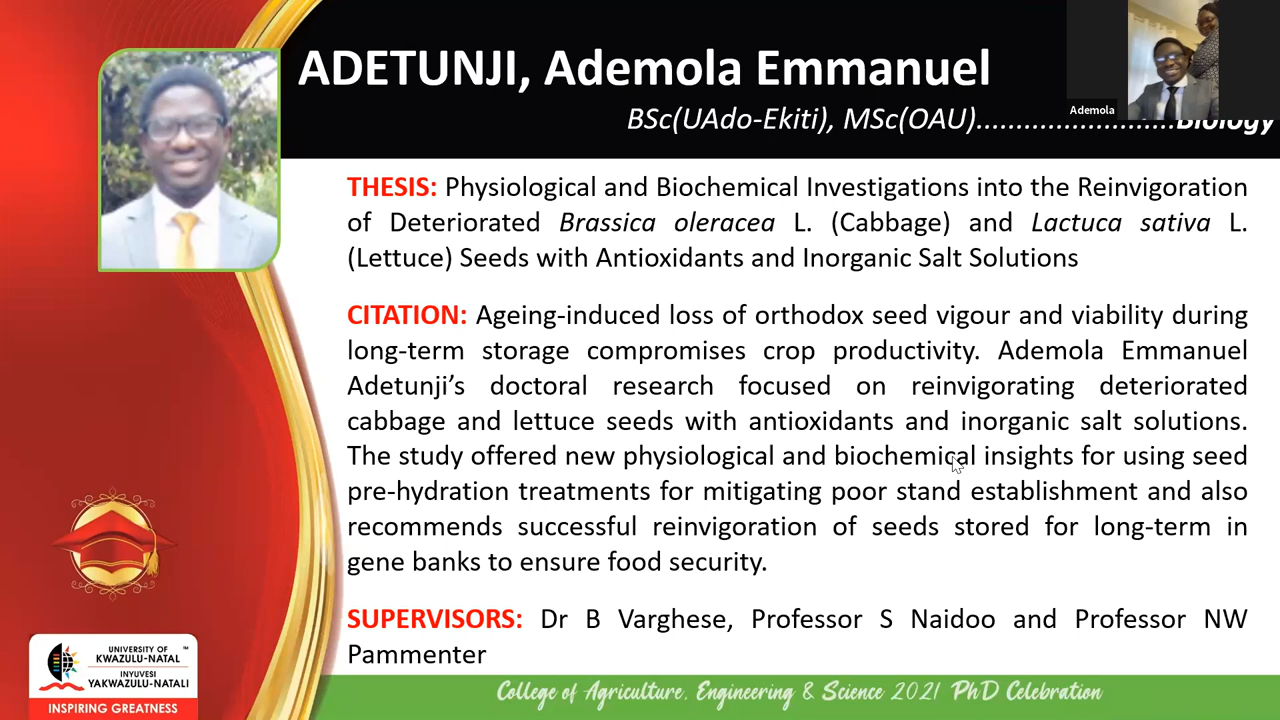 ADETUNJI, Ademola Emmanuel
BSc(UAdo-Ekiti), MSc(OAU).........................Biology
Ademola
THESIS: Physiological and Biochemical Investigations into the Reinvigoration
of Deteriorated Brassica oleracea L. (Cabbage) and Lactuca sativa L.
(Lettuce) Seeds with Antioxidants and Inorganic Salt Solutions
CITATION: Ageing-induced loss of orthodox seed vigour and viability during
long-term storage compromises crop productivity. Ademola Emmanuel
Adetunji’s doctoral research focused on reinvigorating deteriorated
cabbage and lettuce seeds with antioxidants and inorganic salt solutions.
The study offered new physiological and biochemical insights for using seed
pre-hydration treatments for mitigating poor stand establishment and also
recommends successful reinvigoration of seeds stored for long-term in
gene banks to ensure food security.
SUPERVISORS: Dr B Varghese, Professor S Naidoo and Professor NW
Pammenter
UNIVERSITY OF ™
KWAZULU-NATAL
INYUVESI
YAKWAZULU-NATALI
INSPIRING GREATNESS
College of Agriculture, Engineering & Science 2021 PhD Celebration